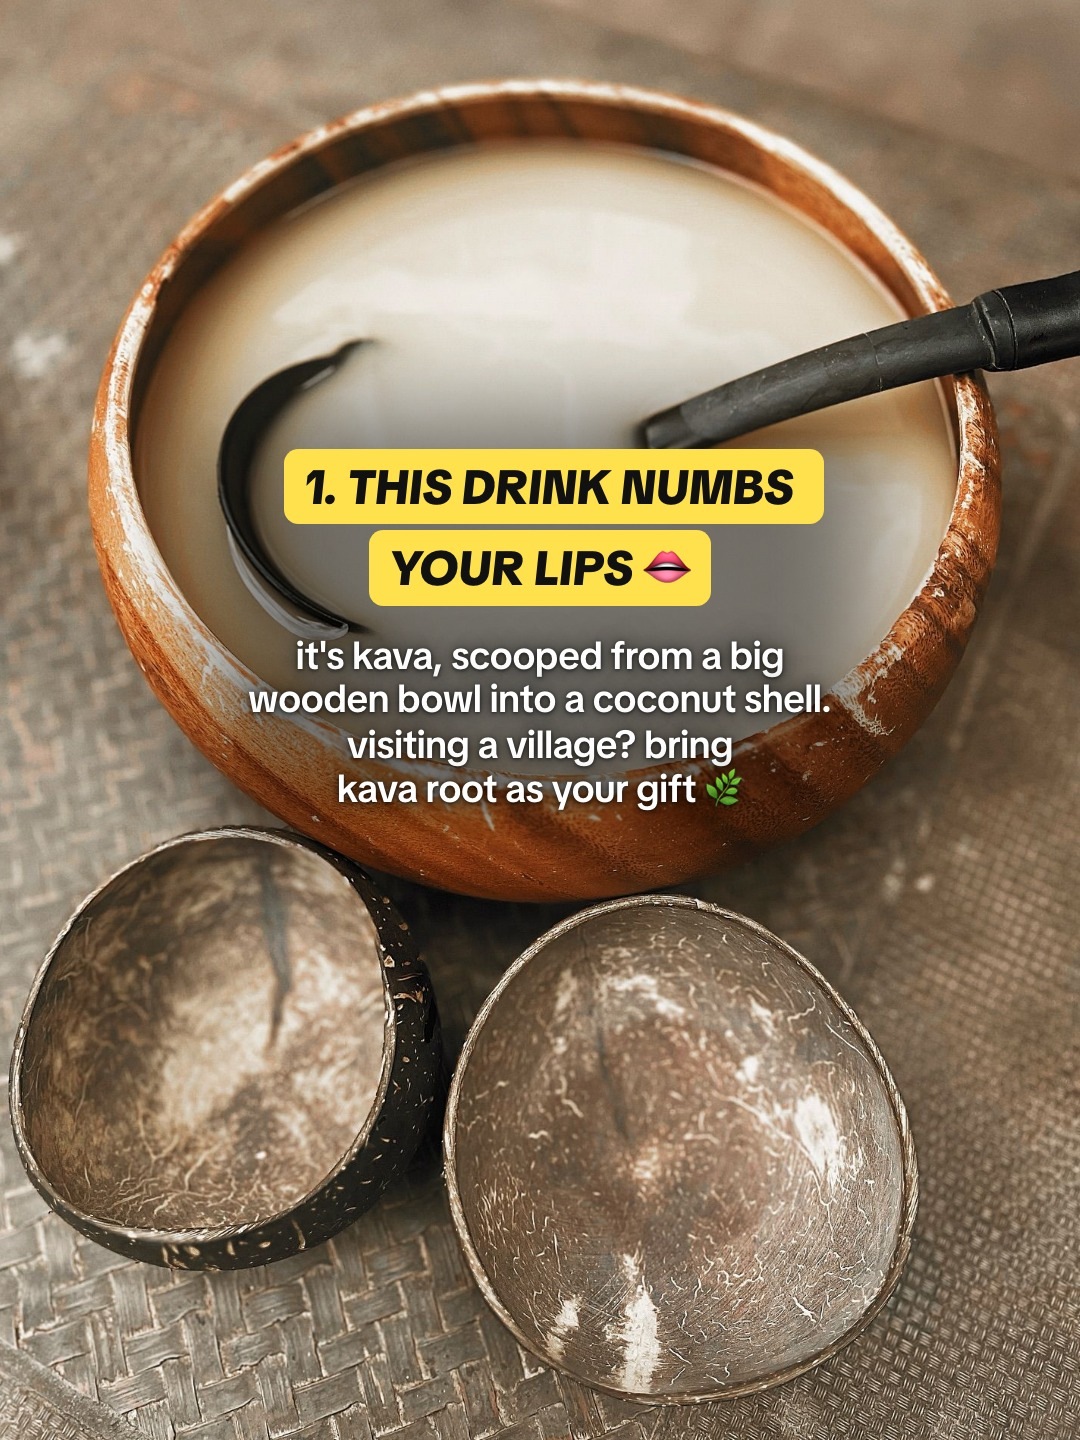 1. THIS DRINK NUMBS
YOUR LIPS 🫦
it's kava, scooped from a big
wooden bowl into a coconut shell.
visiting a village? bring
kava root as your gift 🌿